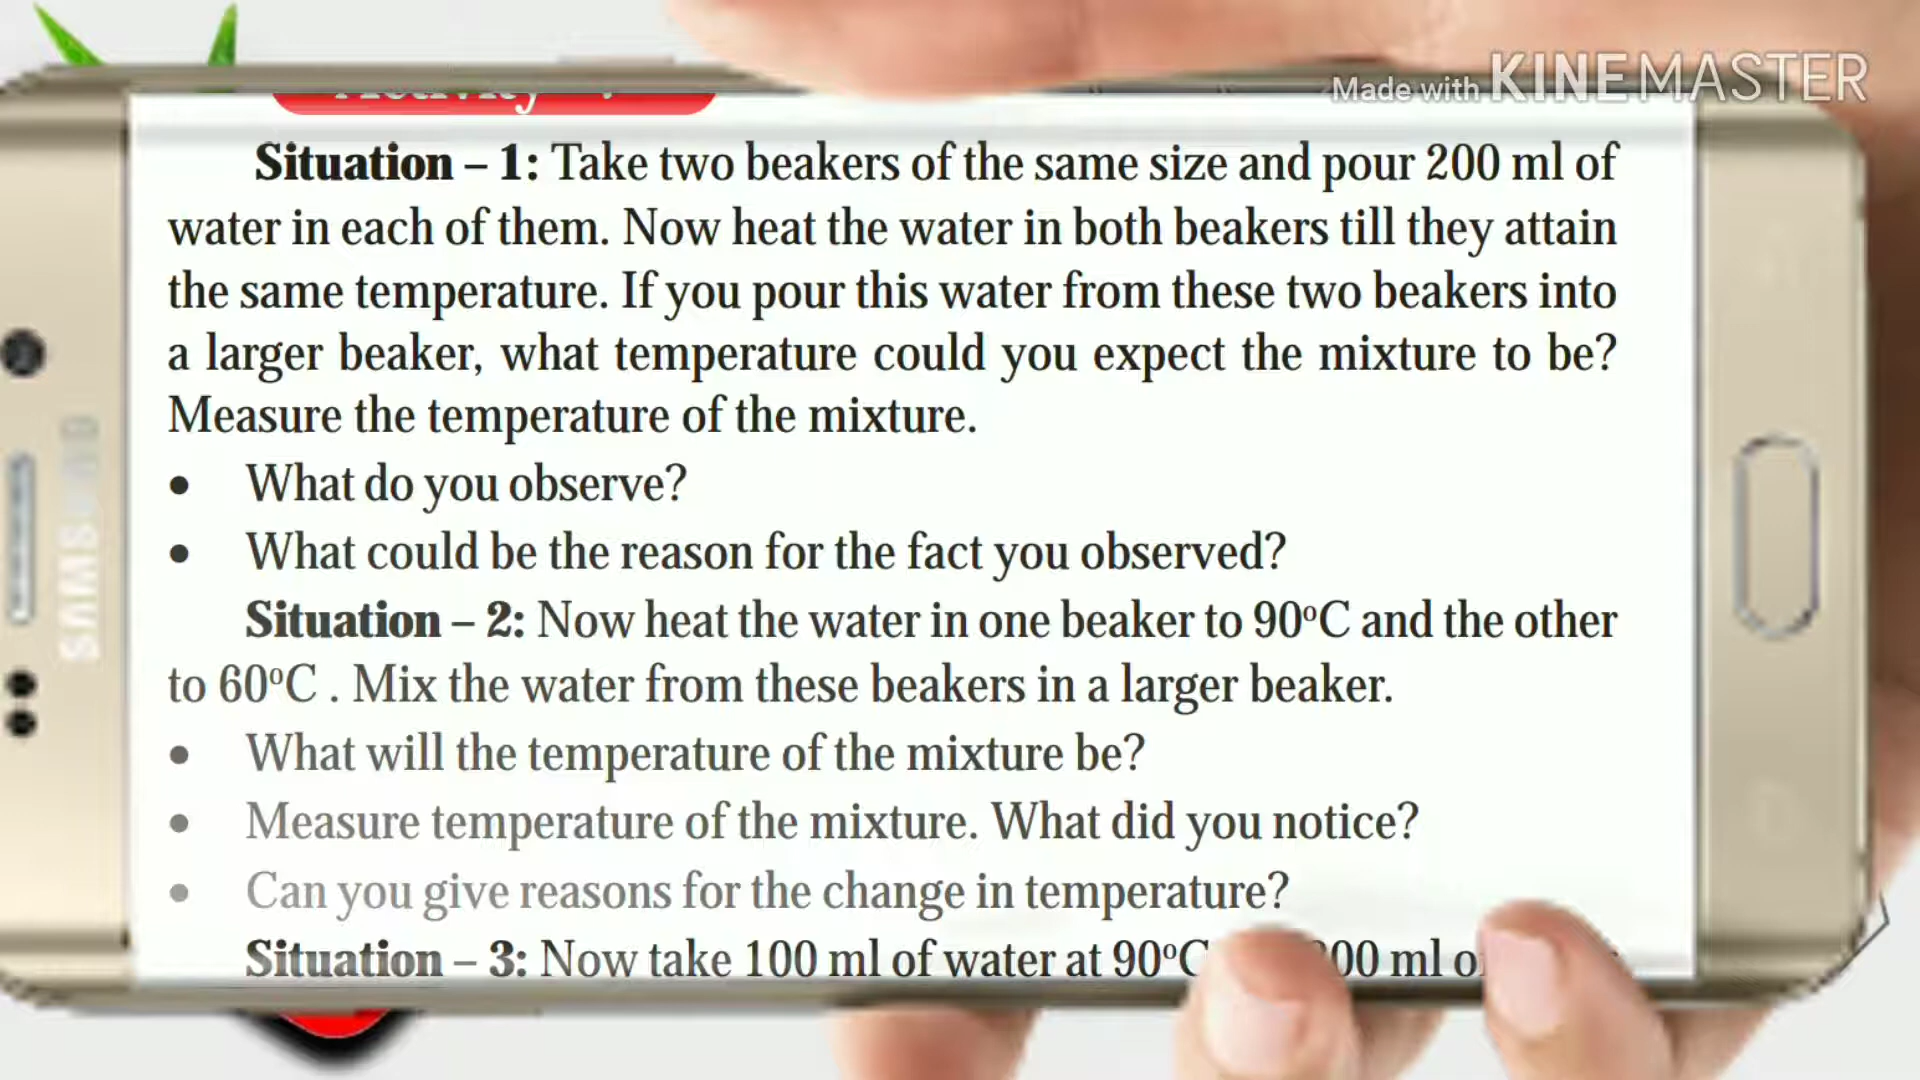 Made with KINEMASTER
Situation – 1: Take two beakers of the same size and pour 200 ml of
water in each of them. Now heat the water in both beakers till they attain
the same temperature. If you pour this water from these two beakers into
a larger beaker, what temperature could you expect the mixture to be?
Measure the temperature of the mixture.
• What do you observe?
• What could be the reason for the fact you observed?
Situation – 2: Now heat the water in one beaker to 90°C and the other
to 60°C . Mix the water from these beakers in a larger beaker.
• What will the temperature of the mixture be?
• Measure temperature of the mixture. What did you notice?
• Can you give reasons for the change in temperature?
Situation – 3: Now take 100 ml of water at 90°C 00 ml o
SAMSUNG